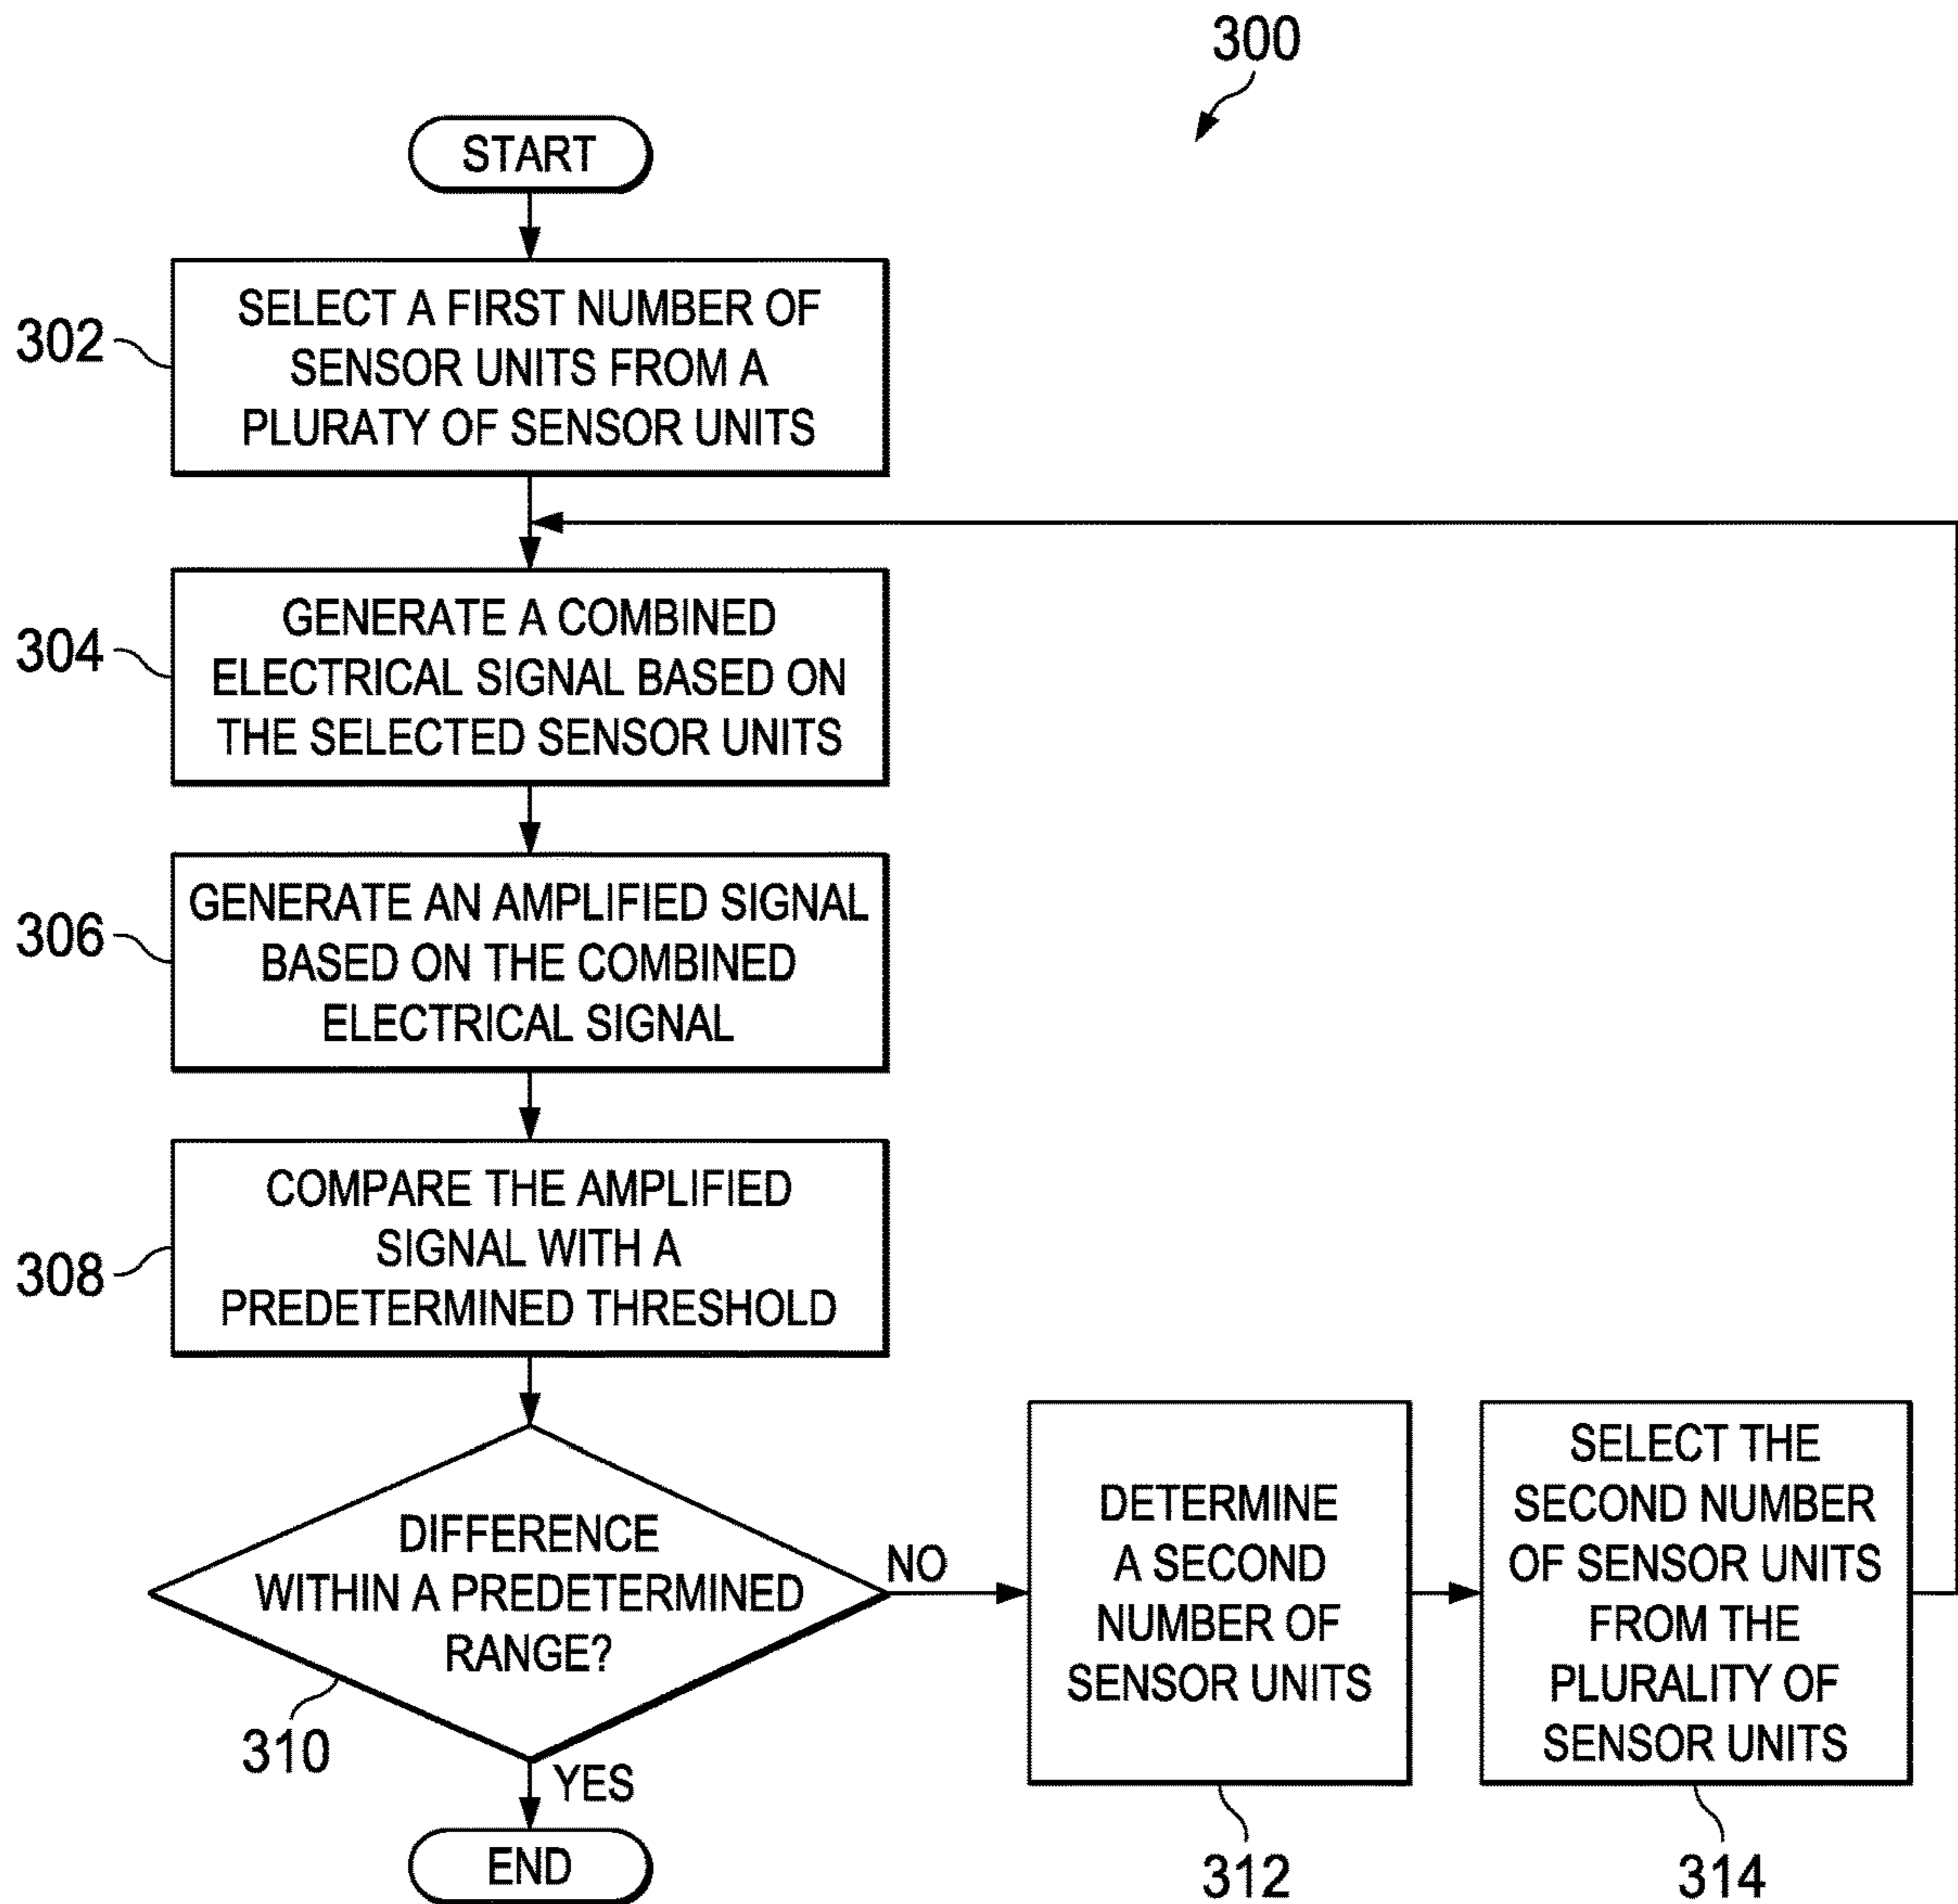 300
START
302
SELECT A FIRST NUMBER OF
SENSOR UNITS FROM A
PLURATY OF SENSOR UNITS
304
GENERATE A COMBINED
ELECTRICAL SIGNAL BASED ON
THE SELECTED SENSOR UNITS
306
GENERATE AN AMPLIFIED SIGNAL
BASED ON THE COMBINED
ELECTRICAL SIGNAL
308
COMPARE THE AMPLIFIED
SIGNAL WITH A
PREDETERMINED THRESHOLD
DIFFERENCE
WITHIN A PREDETERMINED
RANGE?
310
NO
YES
END
DETERMINE
A SECOND
NUMBER OF
SENSOR UNITS
312
SELECT THE
SECOND NUMBER
OF SENSOR UNITS
FROM THE
PLURALITY OF
SENSOR UNITS
314